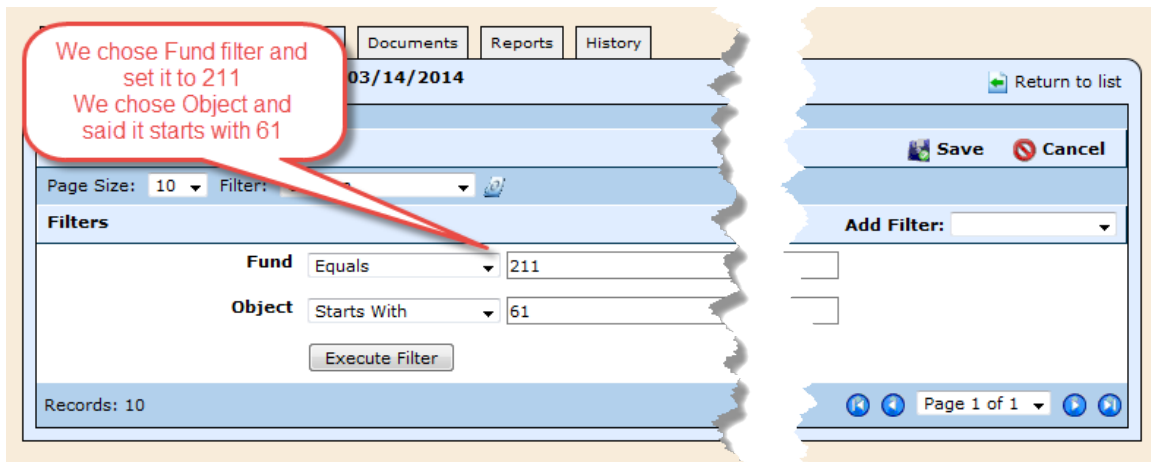 We chose Fund filter and
set it to 211
We chose Object and
said it starts with 61
Documents
Reports
History
03/14/2014
Return to list
Save
Cancel
Page Size: 10 Filter:
Filters
Add Filter:
Fund Equals 211
Object Starts With 61
Execute Filter
Records: 10
Page 1 of 1